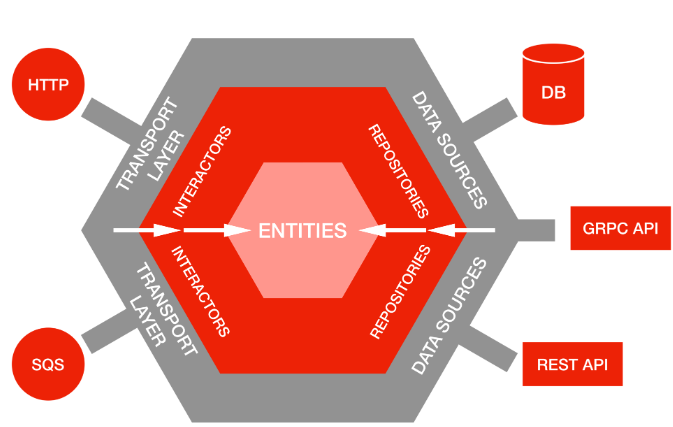 HTTP
TRANSPORT
LAYER
INTERACTORS
REPOSITORIES
DATA SOURCES
DB
ENTITIES
GRPC API
SQS
TRANSPORT
LAYER
INTERACTORS
REPOSITORIES
DATA SOURCES
REST API